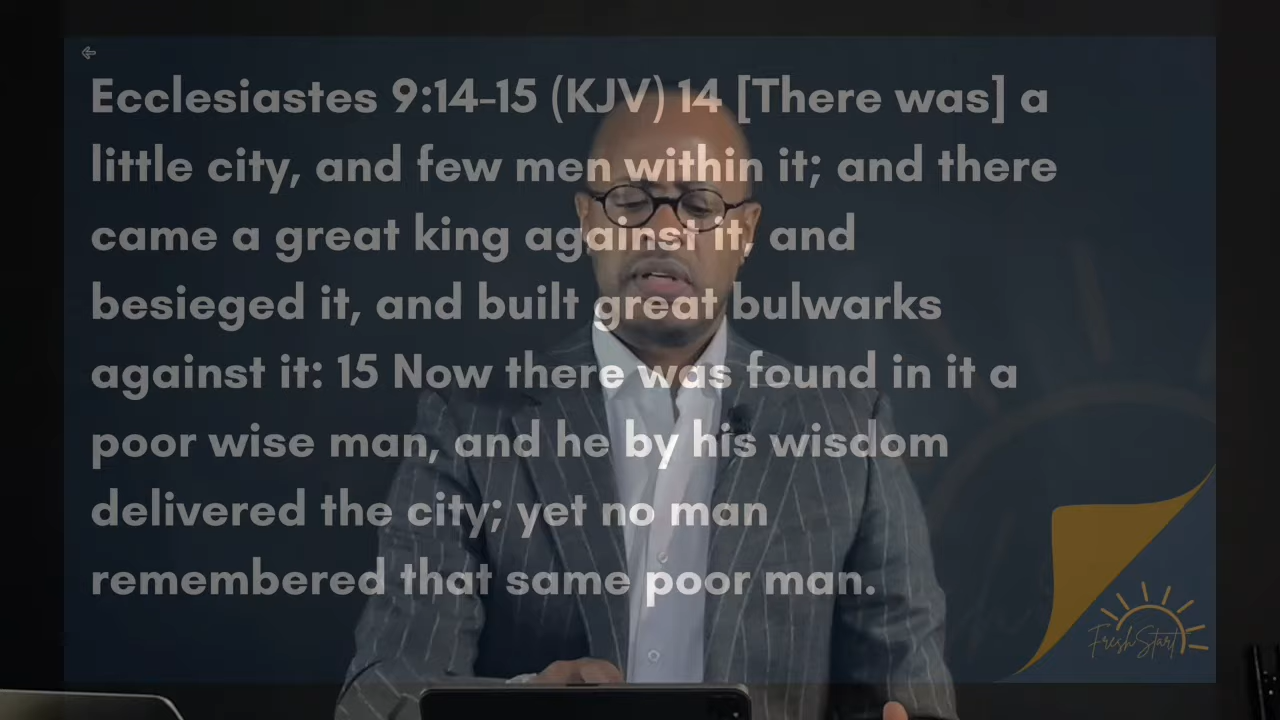 Ecclesiastes 9:14-15 (KJV) 14 [There was] a
little city, and few men within it; and there
came a great king against it, and
besieged it, and built great bulwarks
against it: 15 Now there was found in it a
poor wise man, and he by his wisdom
delivered the city; yet no man
remembered that same poor man.
Fresh Start